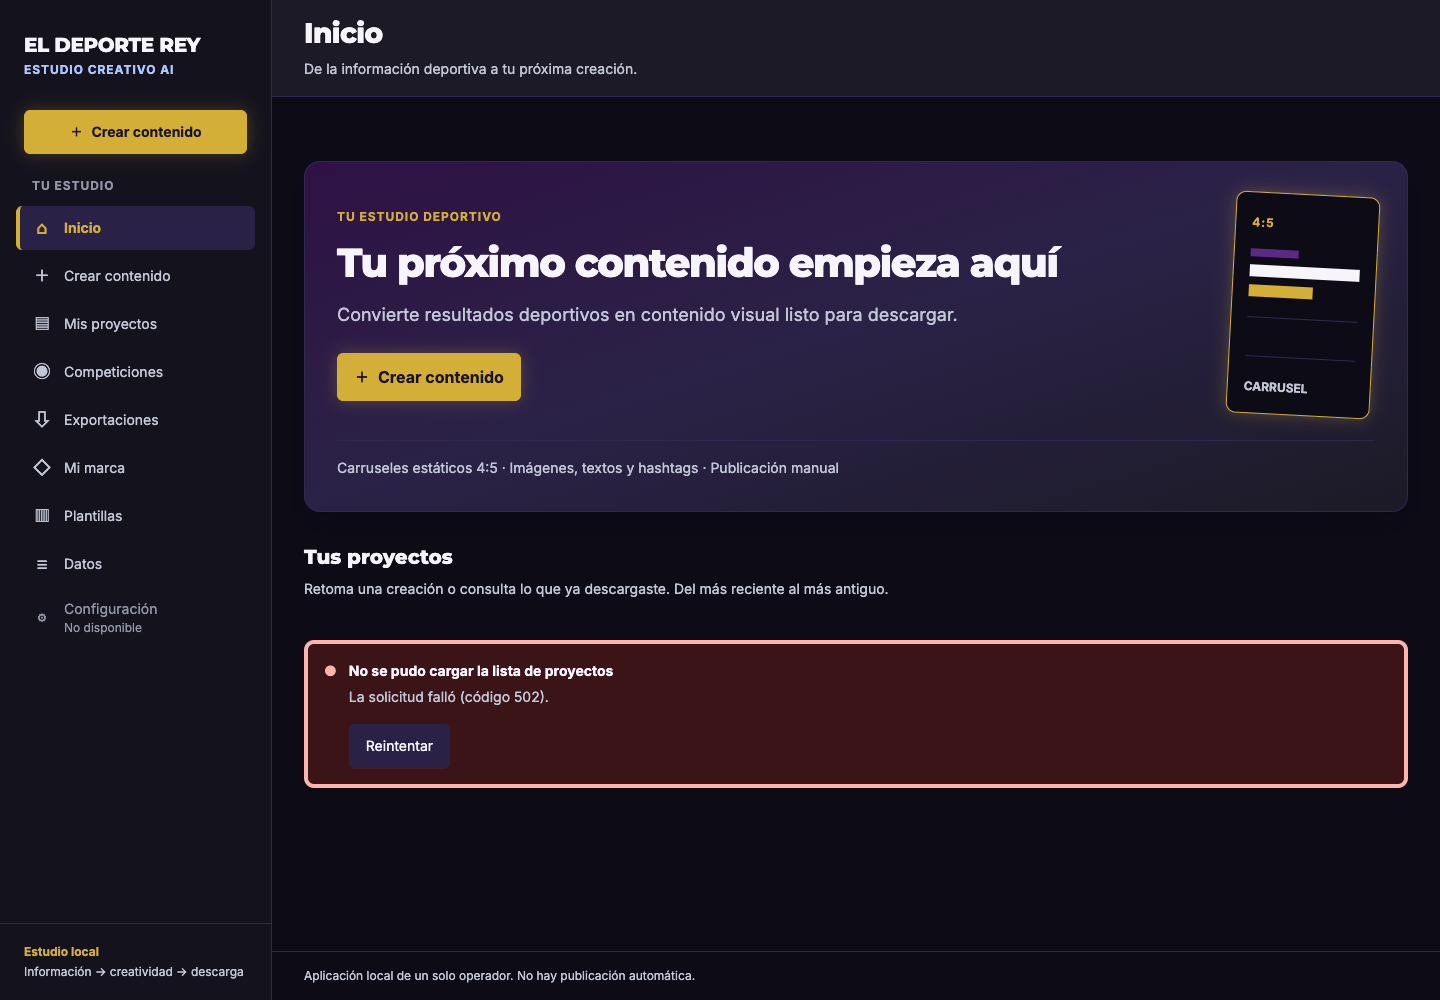 EL DEPORTE REY
ESTUDIO CREATIVO AI
+ Crear contenido
TU ESTUDIO
Inicio
Crear contenido
Mis proyectos
Competiciones
Exportaciones
Mi marca
Plantillas
Datos
Configuración
No disponible
Estudio local
Información → creatividad → descarga
Inicio
De la información deportiva a tu próxima creación.
TU ESTUDIO DEPORTIVO
Tu próximo contenido empieza aquí
Convierte resultados deportivos en contenido visual listo para descargar.
+ Crear contenido
4:5
CARRUSEL
Carruseles estáticos 4:5 · Imágenes, textos y hashtags · Publicación manual
Tus proyectos
Retoma una creación o consulta lo que ya descargaste. Del más reciente al más antiguo.
No se pudo cargar la lista de proyectos
La solicitud falló (código 502).
Reintentar
Aplicación local de un solo operador. No hay publicación automática.